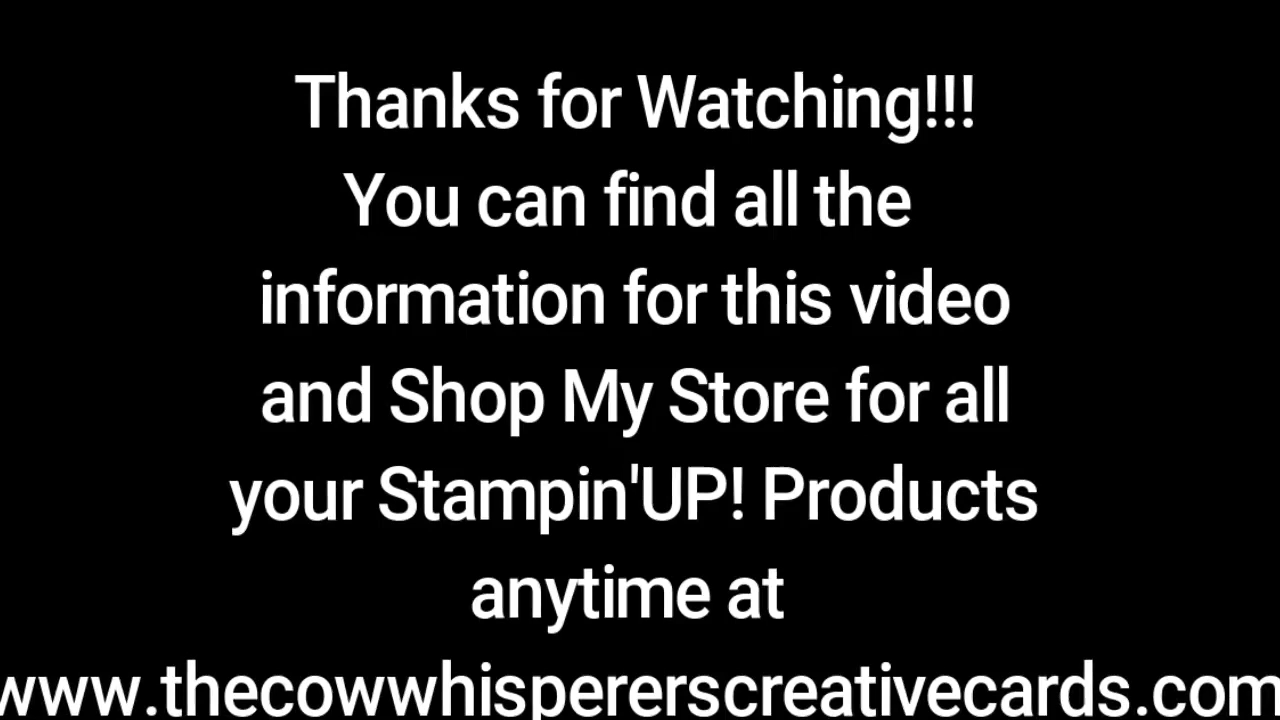 Thanks for Watching!!!
You can find all the
information for this video
and Shop My Store for all
your Stampin'UP! Products
anytime at
www.thecowwhispererscreativecards.com